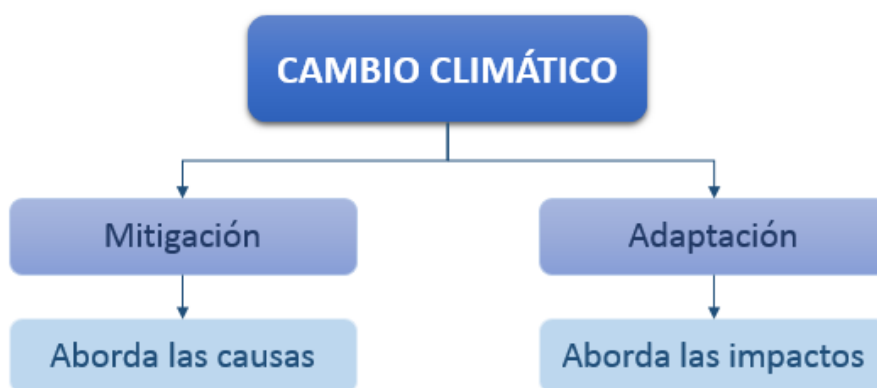 CAMBIO CLIMÁTICO
Mitigación
Adaptación
Aborda las causas
Aborda las impactos